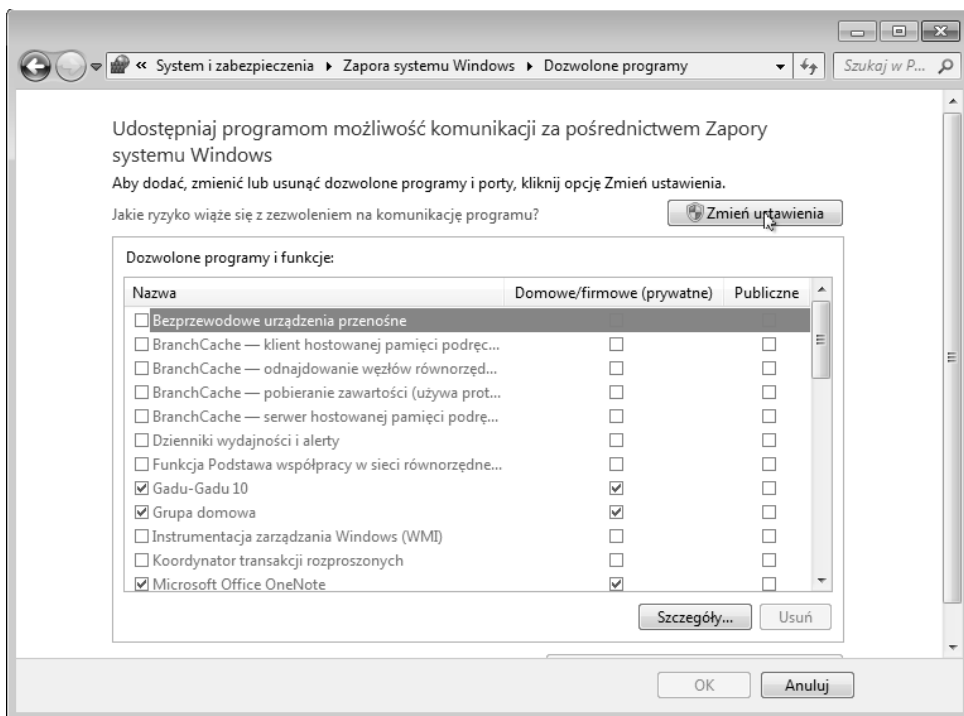 « System i zabezpieczenia ▸ Zapora systemu Windows ▸ Dozwolone programy Szukaj w P...
Udostępniaj programom możliwość komunikacji za pośrednictwem Zapory
systemu Windows
Aby dodać, zmienić lub usunąć dozwolone programy i porty, kliknij opcję Zmień ustawienia.
Jakie ryzyko wiąże się z zezwoleniem na komunikację programu? Zmień ustawienia
Dozwolone programy i funkcje:
Nazwa Domowe/firmowe (prywatne) Publiczne
Bezprzewodowe urządzenia przenośne
BranchCache — klient hostowanej pamięci podręc...
BranchCache — odnajdowanie węzłów równorzęd...
BranchCache — pobieranie zawartości (używa prot...
BranchCache — serwer hostowanej pamięci podrę...
Dzienniki wydajności i alerty
Funkcja Podstawa współpracy w sieci równorzędne...
Gadu-Gadu 10
Grupa domowa
Instrumentacja zarządzania Windows (WMI)
Koordynator transakcji rozproszonych
Microsoft Office OneNote
Szczegóły... Usuń
OK Anuluj